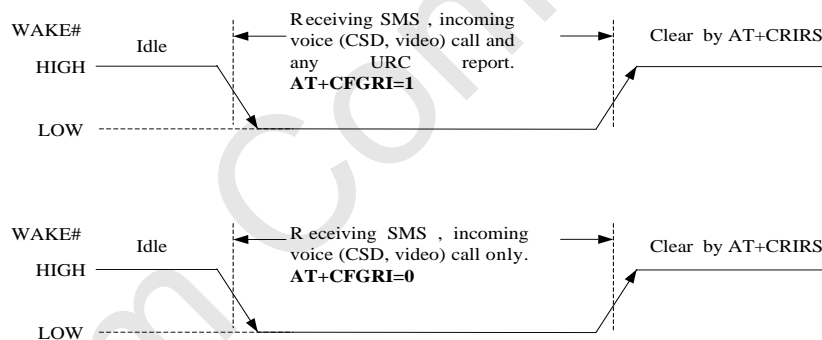 WAKE#
Idle
Receiving SMS , incoming
voice (CSD, video) call and
any URC report.
AT+CFGRI=1
Clear by AT+CRIRS
HIGH
LOW
WAKE#
Idle
Receiving SMS , incoming
voice (CSD, video) call only.
AT+CFGRI=0
Clear by AT+CRIRS
HIGH
LOW